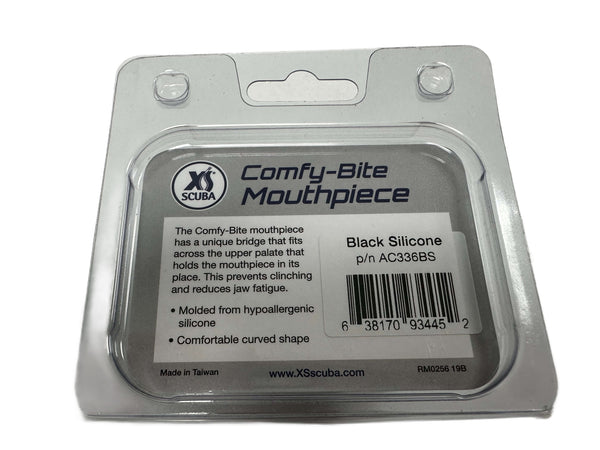 XS
SCUBA
Comfy-Bite
Mouthpiece
The Comfy-Bite mouthpiece
has a unique bridge that fits
across the upper palate that
holds the mouthpiece in its
place. This prevents clinching
and reduces jaw fatigue.
• Molded from hypoallergenic
silicone
• Comfortable curved shape
Black Silicone
p/n AC336BS
6 38170 93445 2
Made in Taiwan
www.XSscuba.com
RM0256 19B